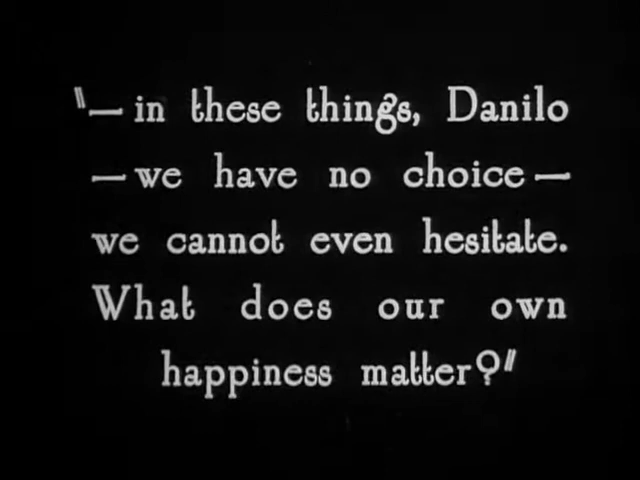 "—in these things, Danilo
—we have no choice—
we cannot even hesitate.
What does our own
happiness matter?"